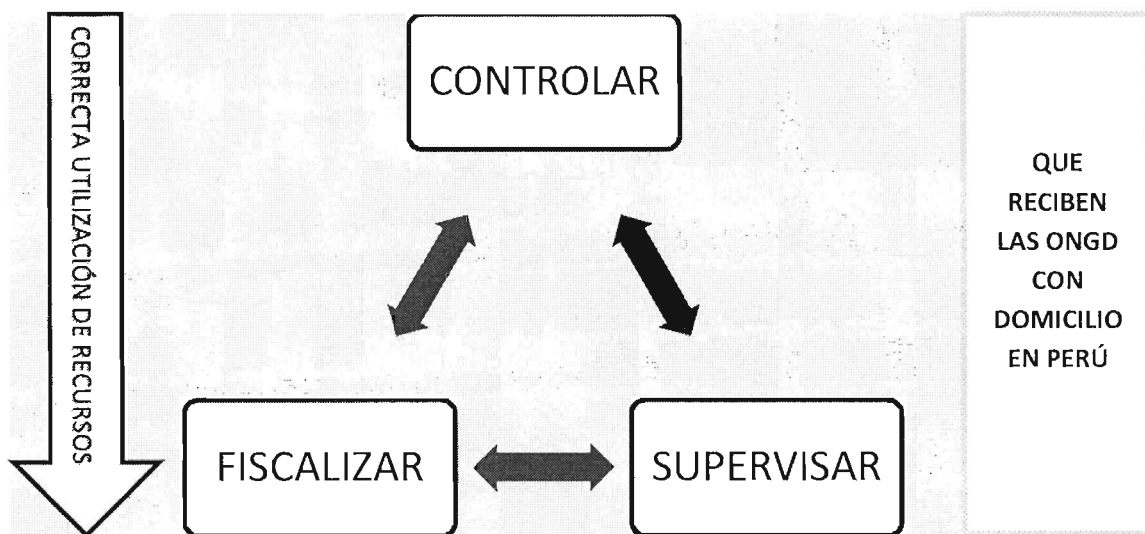 CORRECTA UTILIZACIÓN DE RECURSOS
CONTROLAR
FISCALIZAR
SUPERVISAR
QUE
RECIBEN
LAS ONGD
CON
DOMICILIO
EN PERÚ